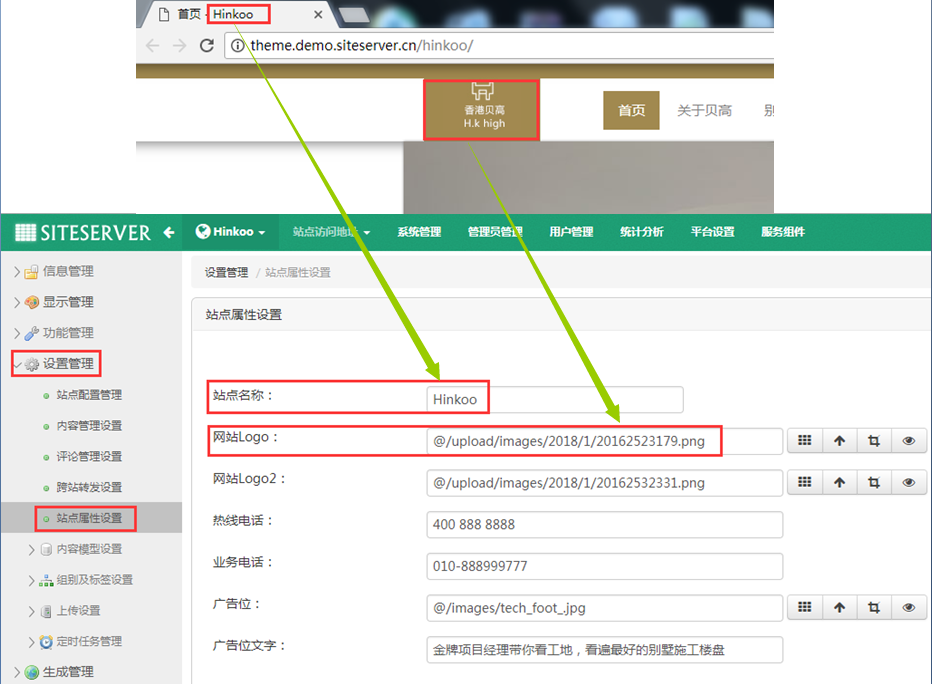 首页 - Hinkoo
theme.demo.siteserver.cn/hinkoo/
香港贝高
H.k high
首页 关于贝高
SITESERVER Hinkoo 站点访问地址 系统管理 管理员管理 用户管理 统计分析 平台设置 服务组件
信息管理
显示管理
功能管理
设置管理
站点配置管理
内容管理设置
评论管理设置
跨站转发设置
站点属性设置
内容模型设置
组别及标签设置
上传设置
定时任务管理
生成管理
设置管理 / 站点属性设置
站点属性设置
站点名称： Hinkoo
网站Logo： @/upload/images/2018/1/20162523179.png
网站Logo2： @/upload/images/2018/1/20162532331.png
热线电话： 400 888 8888
业务电话： 010-888999777
广告位： @/images/tech_foot_.jpg
广告位文字： 金牌项目经理带你看工地，看遍最好的别墅施工楼盘